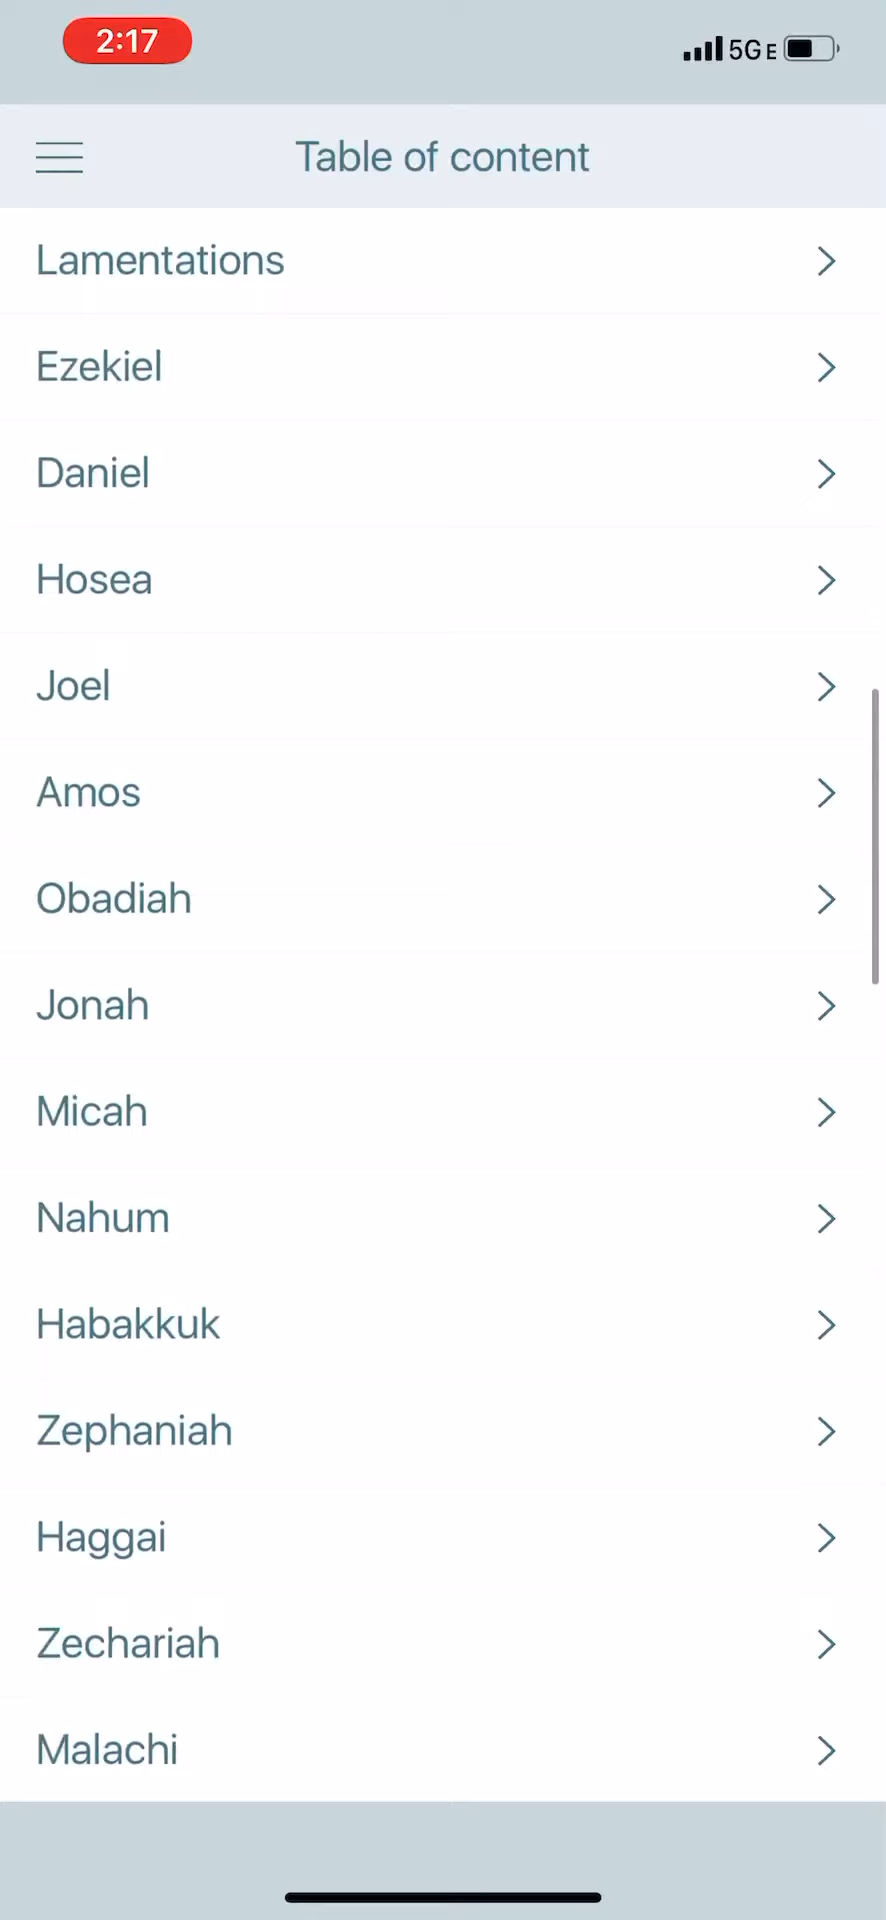 2:17
5G E
Table of content
Lamentations
Ezekiel
Daniel
Hosea
Joel
Amos
Obadiah
Jonah
Micah
Nahum
Habakkuk
Zephaniah
Haggai
Zechariah
Malachi